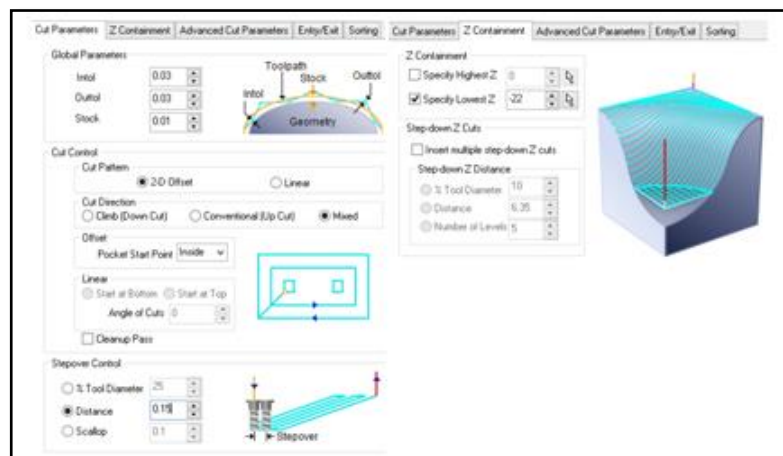 Cut Parameters Z Containment Advanced Cut Parameters Entry/Exit Sorting
Global Parameters
Intol 0.03
Outtol 0.03
Stock 0.01
Toolpath
Stock
Intol
Outtol
Geometry
Cut Control
Cut Pattern
2-D Offset Linear
Cut Direction
Climb (Down Cut) Conventional (Up Cut) Mixed
Offset
Pocket Start Point Inside
Linear
Start at Bottom Start at Top
Angle of Cuts 0
Cleanup Pass
Stepover Control
% Tool Diameter 25
Distance 0.15
Scallop 0.1
Stepover
Cut Parameters Z Containment Advanced Cut Parameters Entry/Exit Sorting
Z Containment
Specify Highest Z 0
Specify Lowest Z -22
Step-down Z Cuts
Insert multiple step-down Z cuts
Step-down Z Distance
% Tool Diameter 10
Distance 6.35
Number of Levels 5